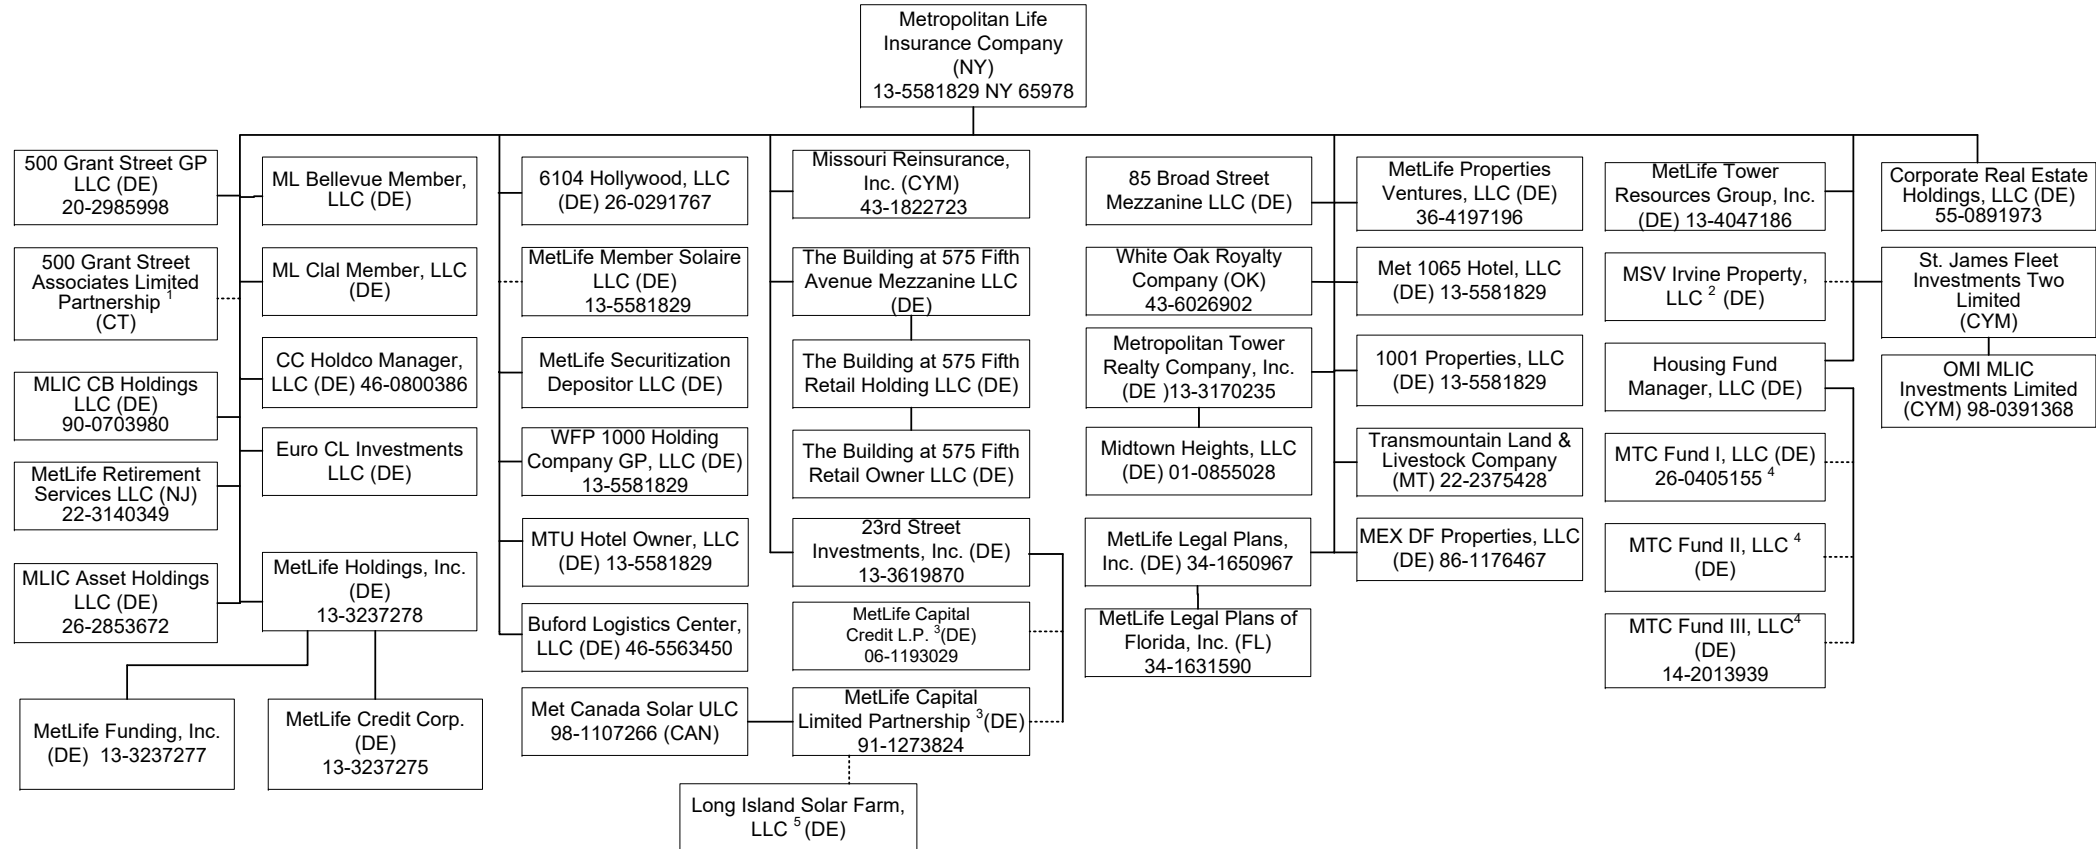 Metropolitan Life
Insurance Company
(NY)
13-5581829 NY 65978
500 Grant Street GP
LLC (DE)
20-2985998
500 Grant Street
Associates Limited
Partnership 1
(CT)
MLIC CB Holdings
LLC (DE)
90-0703980
MetLife Retirement
Services LLC (NJ)
22-3140349
MLIC Asset Holdings
LLC (DE)
26-2853672
ML Bellevue Member,
LLC (DE)
ML Clal Member, LLC
(DE)
CC Holdco Manager,
LLC (DE) 46-0800386
Euro CL Investments
LLC (DE)
MetLife Holdings, Inc.
(DE)
13-3237278
MetLife Funding, Inc.
(DE) 13-3237277
MetLife Credit Corp.
(DE)
13-3237275
6104 Hollywood, LLC
(DE) 26-0291767
MetLife Member Solaire
LLC (DE)
13-5581829
MetLife Securitization
Depositor LLC (DE)
WFP 1000 Holding
Company GP, LLC (DE)
13-5581829
MTU Hotel Owner, LLC
(DE) 13-5581829
Buford Logistics Center,
LLC (DE) 46-5563450
Met Canada Solar ULC
98-1107266 (CAN)
Missouri Reinsurance,
Inc. (CYM)
43-1822723
The Building at 575 Fifth
Avenue Mezzanine LLC
(DE)
The Building at 575 Fifth
Retail Holding LLC (DE)
The Building at 575 Fifth
Retail Owner LLC (DE)
23rd Street
Investments, Inc. (DE)
13-3619870
MetLife Capital
Credit L.P. 3(DE)
06-1193029
MetLife Capital
Limited Partnership 3(DE)
91-1273824
Long Island Solar Farm,
LLC 5 (DE)
85 Broad Street
Mezzanine LLC (DE)
White Oak Royalty
Company (OK)
43-6026902
Metropolitan Tower
Realty Company, Inc.
(DE )13-3170235
Midtown Heights, LLC
(DE) 01-0855028
MetLife Legal Plans,
Inc. (DE) 34-1650967
MetLife Legal Plans of
Florida, Inc. (FL)
34-1631590
MetLife Properties
Ventures, LLC (DE)
36-4197196
Met 1065 Hotel, LLC
(DE) 13-5581829
1001 Properties, LLC
(DE) 13-5581829
Transmountain Land &
Livestock Company
(MT) 22-2375428
MEX DF Properties, LLC
(DE) 86-1176467
MetLife Tower
Resources Group, Inc.
(DE) 13-4047186
MSV Irvine Property,
LLC 2 (DE)
Housing Fund
Manager, LLC (DE)
MTC Fund I, LLC (DE)
26-0405155 4
MTC Fund II, LLC 4
(DE)
MTC Fund III, LLC4
(DE)
14-2013939
Corporate Real Estate
Holdings, LLC (DE)
55-0891973
St. James Fleet
Investments Two
Limited
(CYM)
OMI MLIC
Investments Limited
(CYM) 98-0391368